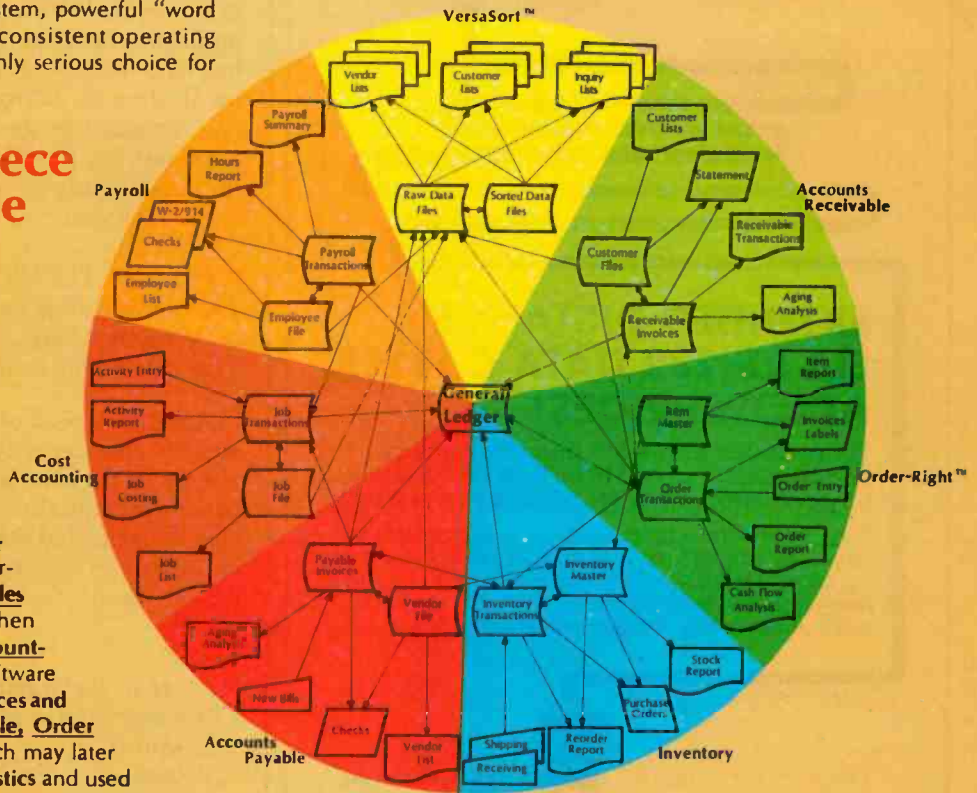 stem, powerful “word
consistent operating
nly serious choice for
ece
e
VersaSort™
Vendor
Lists
Customer
Lists
Inquiry
Lists
Raw Data
Files
Sorted Data
Files
Payroll
Payroll
Summary
Hours
Report
W-2/914
Checks
Employee
List
Payroll
Transactions
Employee
File
Accounts
Receivable
Customer
Lists
Statement
Receivable
Transactions
Aging
Analysis
Customer
Files
Receivable
Invoices
General
Ledger
Cost
Accounting
Activity Entry
Activity
Report
Job
Costing
Job
List
Job
Transactions
Job
File
Order-Right™
Item
Report
Invoices
Labels
Order Entry
Order
Report
Cash Flow
Analysis
Item
Master
Order
Transactions
Accounts
Payable
Payable
Invoices
Vendor
File
Aging
Analysis
New Bills
Checks
Vendor
List
Inventory
Inventory
Master
Inventory
Transactions
Stock
Report
Purchase
Orders
Reorder
Report
Shipping
Receiving
r
er-
les
hen
ount-
tware
ces and
le, Order
ch may later
stics and used